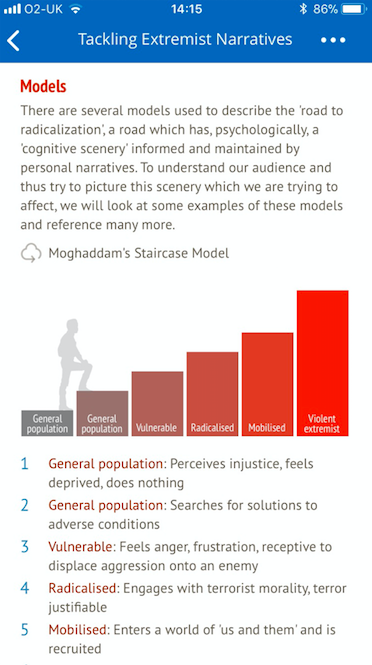 O2-UK 14:15 86%
Tackling Extremist Narratives
Models
There are several models used to describe the 'road to
radicalization', a road which has, psychologically, a
'cognitive scenery' informed and maintained by
personal narratives. To understand our audience and
thus try to picture this scenery which we are trying to
affect, we will look at some examples of these models
and reference many more.
Moghaddam's Staircase Model
General
population
General
population
Vulnerable
Radicalised
Mobilised
Violent
extremist
1 General population: Perceives injustice, feels
deprived, does nothing
2 General population: Searches for solutions to
adverse conditions
3 Vulnerable: Feels anger, frustration, receptive to
displace aggression onto an enemy
4 Radicalised: Engages with terrorist morality, terror
justifiable
5 Mobilised: Enters a world of 'us and them' and is
recruited